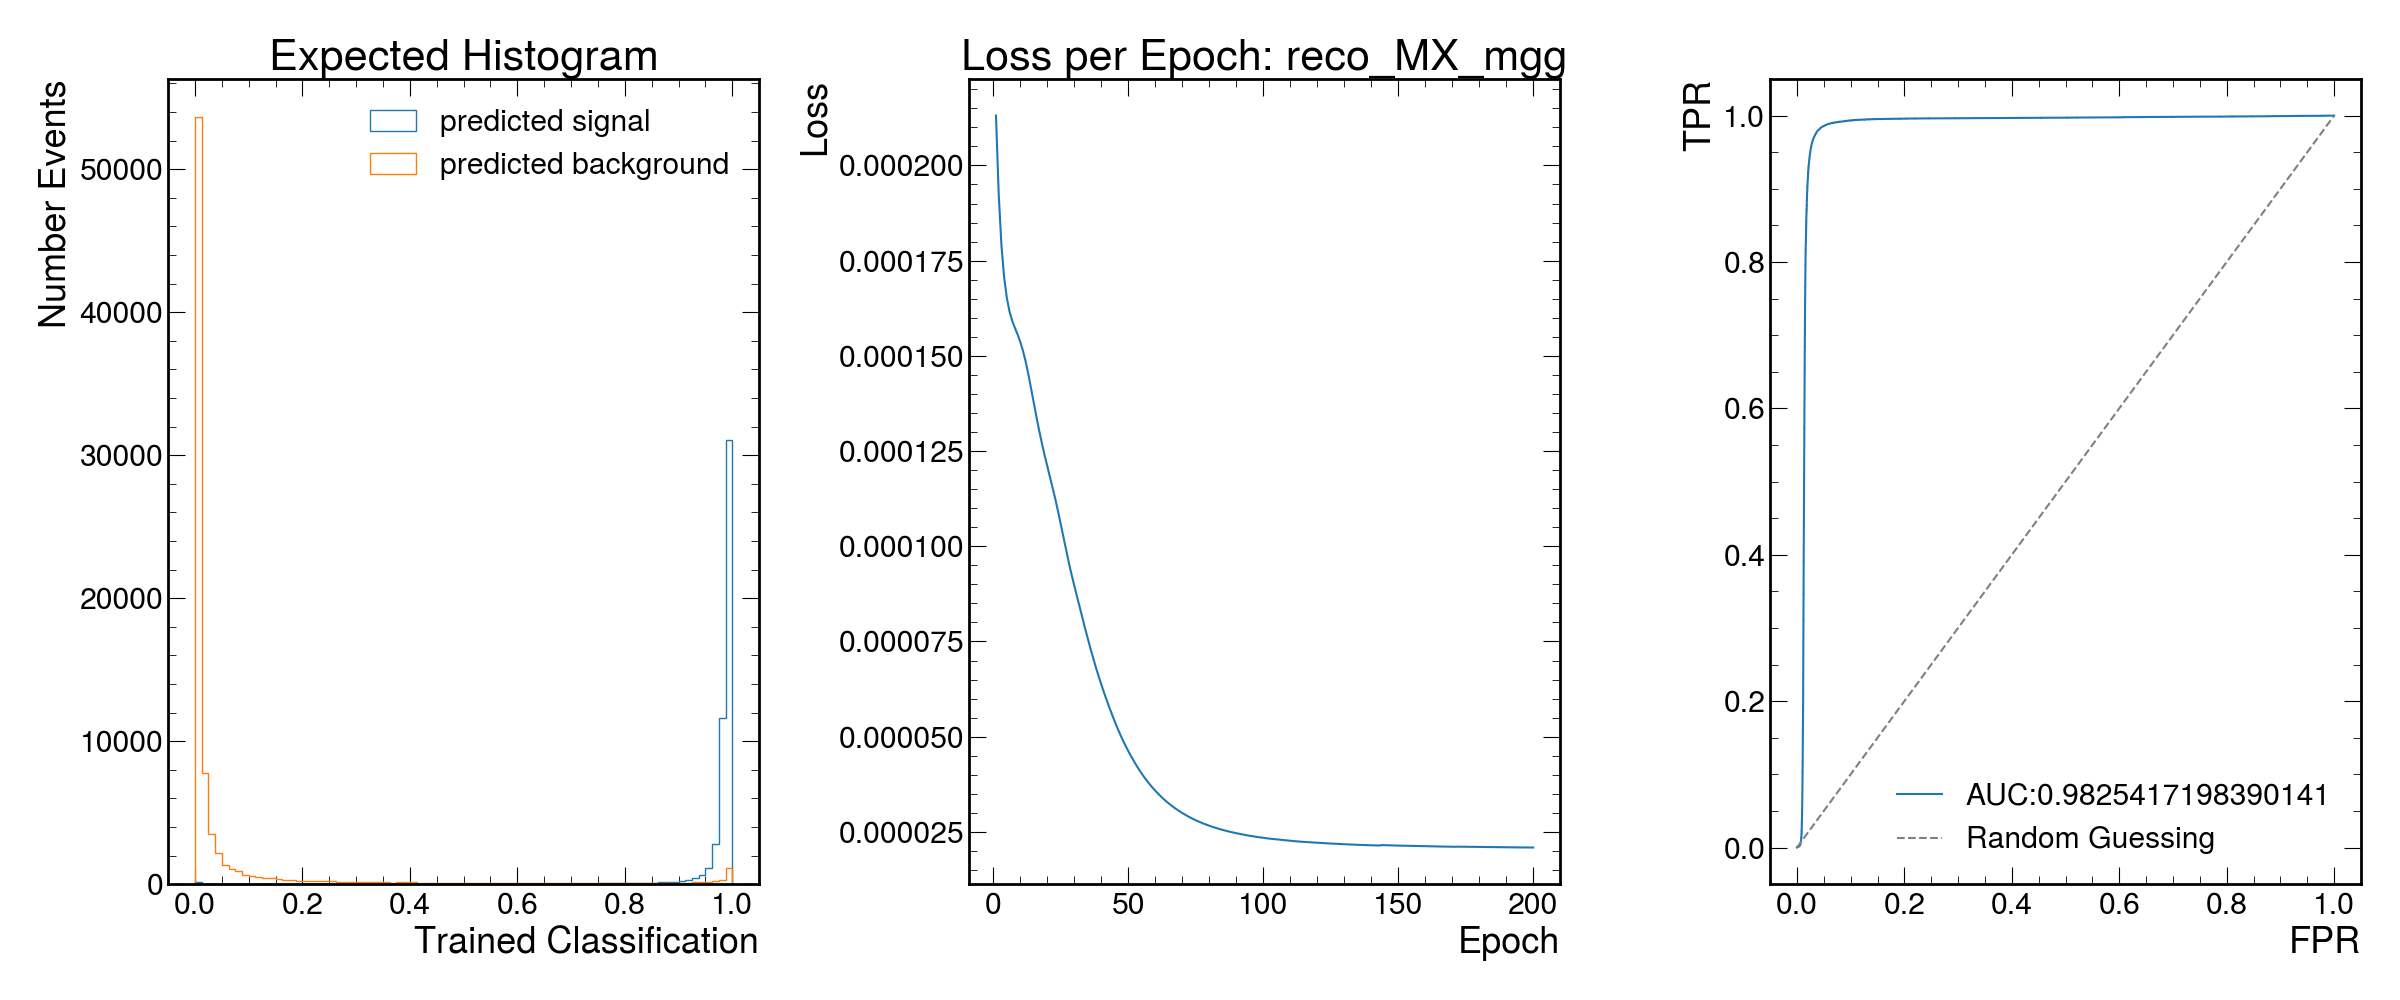 Expected Histogram
Number Events
predicted signal
predicted background
50000
40000
30000
20000
10000
0
0.0 0.2 0.4 0.6 0.8 1.0
Trained Classification
Loss per Epoch: reco_MX_mgg
Loss
0.000200
0.000175
0.000150
0.000125
0.000100
0.000075
0.000050
0.000025
0 50 100 150 200
Epoch
TPR
1.0
0.8
0.6
0.4
0.2
0.0
AUC:0.9825417198390141
Random Guessing
0.0 0.2 0.4 0.6 0.8 1.0
FPR